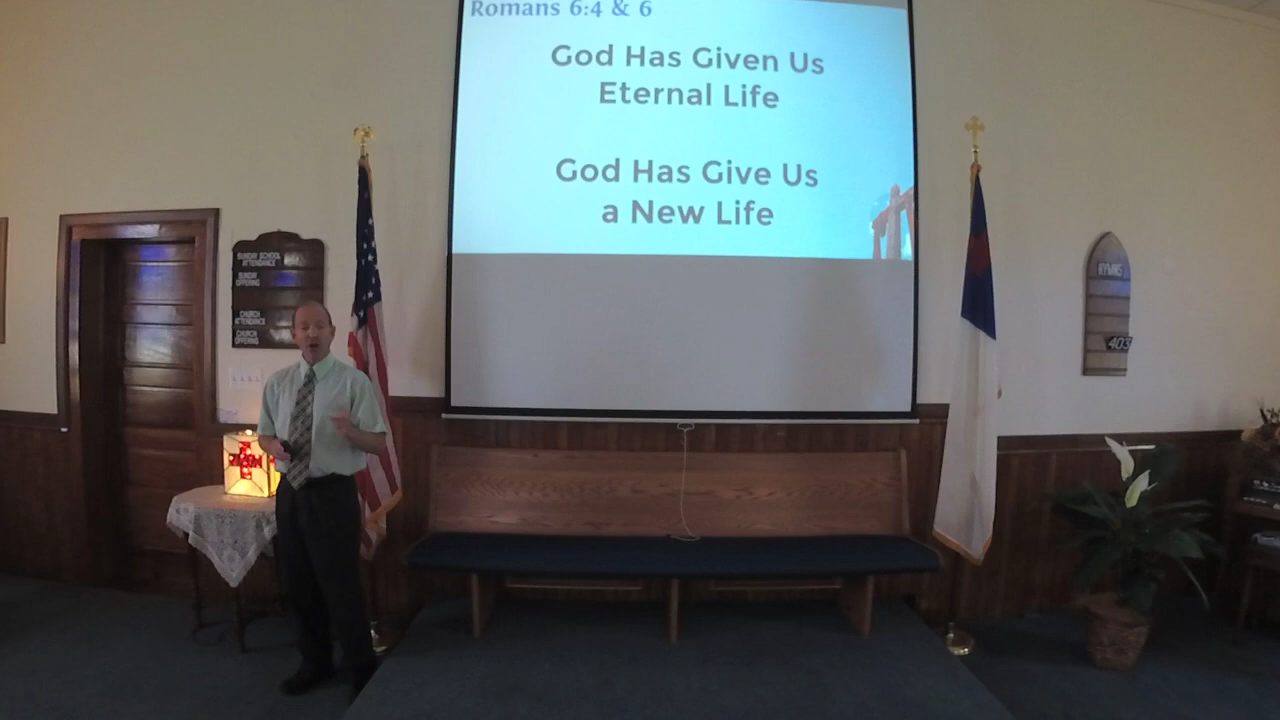 Romans 6:4 & 6
God Has Given Us
Eternal Life
God Has Give Us
a New Life
SUNDAY SCHOOL
ATTENDANCE
SUNDAY
OFFERING
CHURCH
ATTENDANCE
CHURCH
OFFERING
HYMNS
403